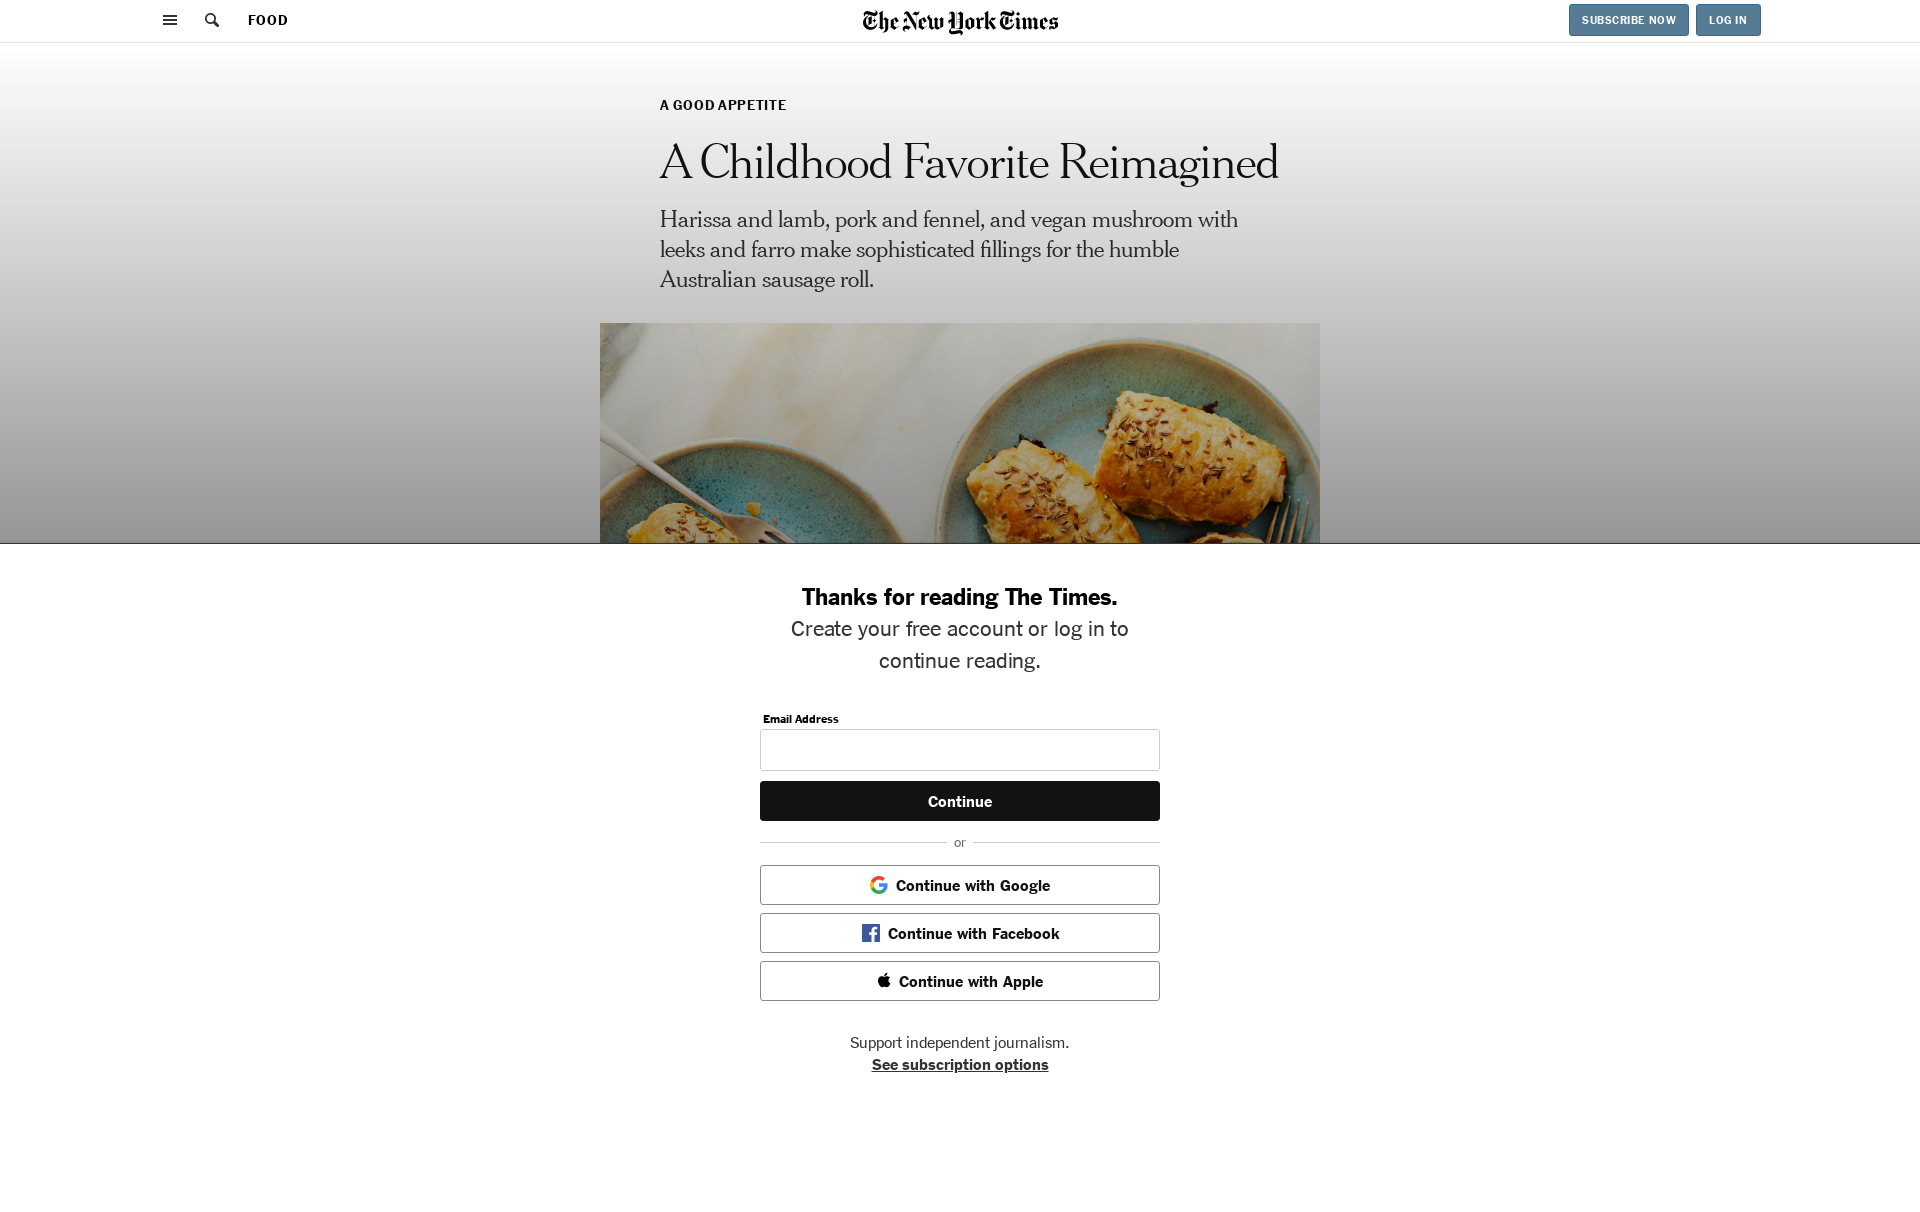 FOOD
The New York Times
SUBSCRIBE NOW
LOG IN
A GOOD APPETITE
A Childhood Favorite Reimagined
Harissa and lamb, pork and fennel, and vegan mushroom with
leeks and farro make sophisticated fillings for the humble
Australian sausage roll.
Thanks for reading The Times.
Create your free account or log in to
continue reading.
Email Address
Continue
or
Continue with Google
Continue with Facebook
Continue with Apple
Support independent journalism.
See subscription options